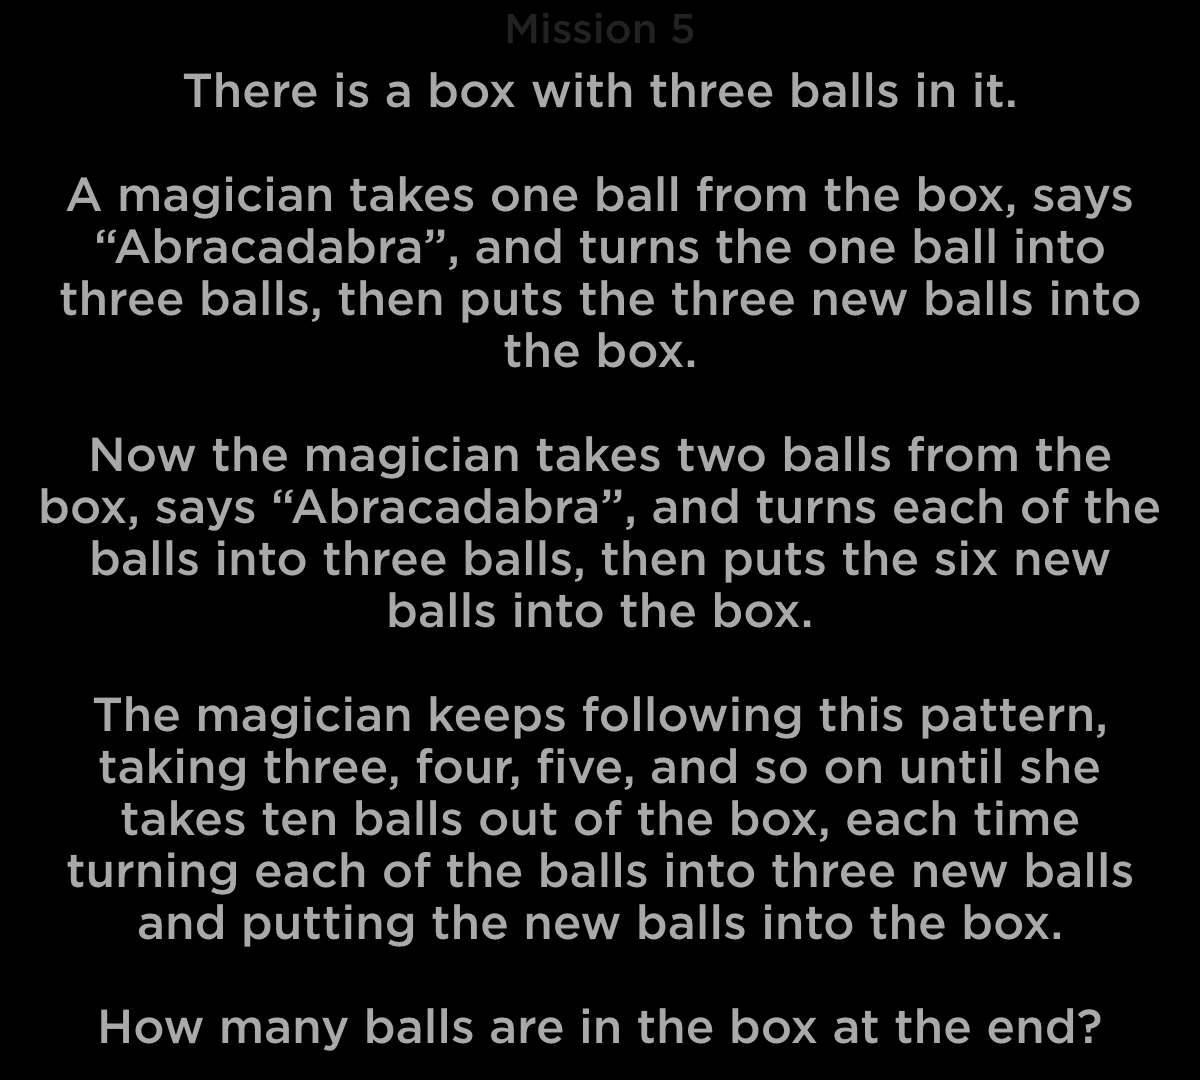 Mission 5
There is a box with three balls in it.
A magician takes one ball from the box, says
“Abracadabra”, and turns the one ball into
three balls, then puts the three new balls into
the box.
Now the magician takes two balls from the
box, says “Abracadabra”, and turns each of the
balls into three balls, then puts the six new
balls into the box.
The magician keeps following this pattern,
taking three, four, five, and so on until she
takes ten balls out of the box, each time
turning each of the balls into three new balls
and putting the new balls into the box.
How many balls are in the box at the end?